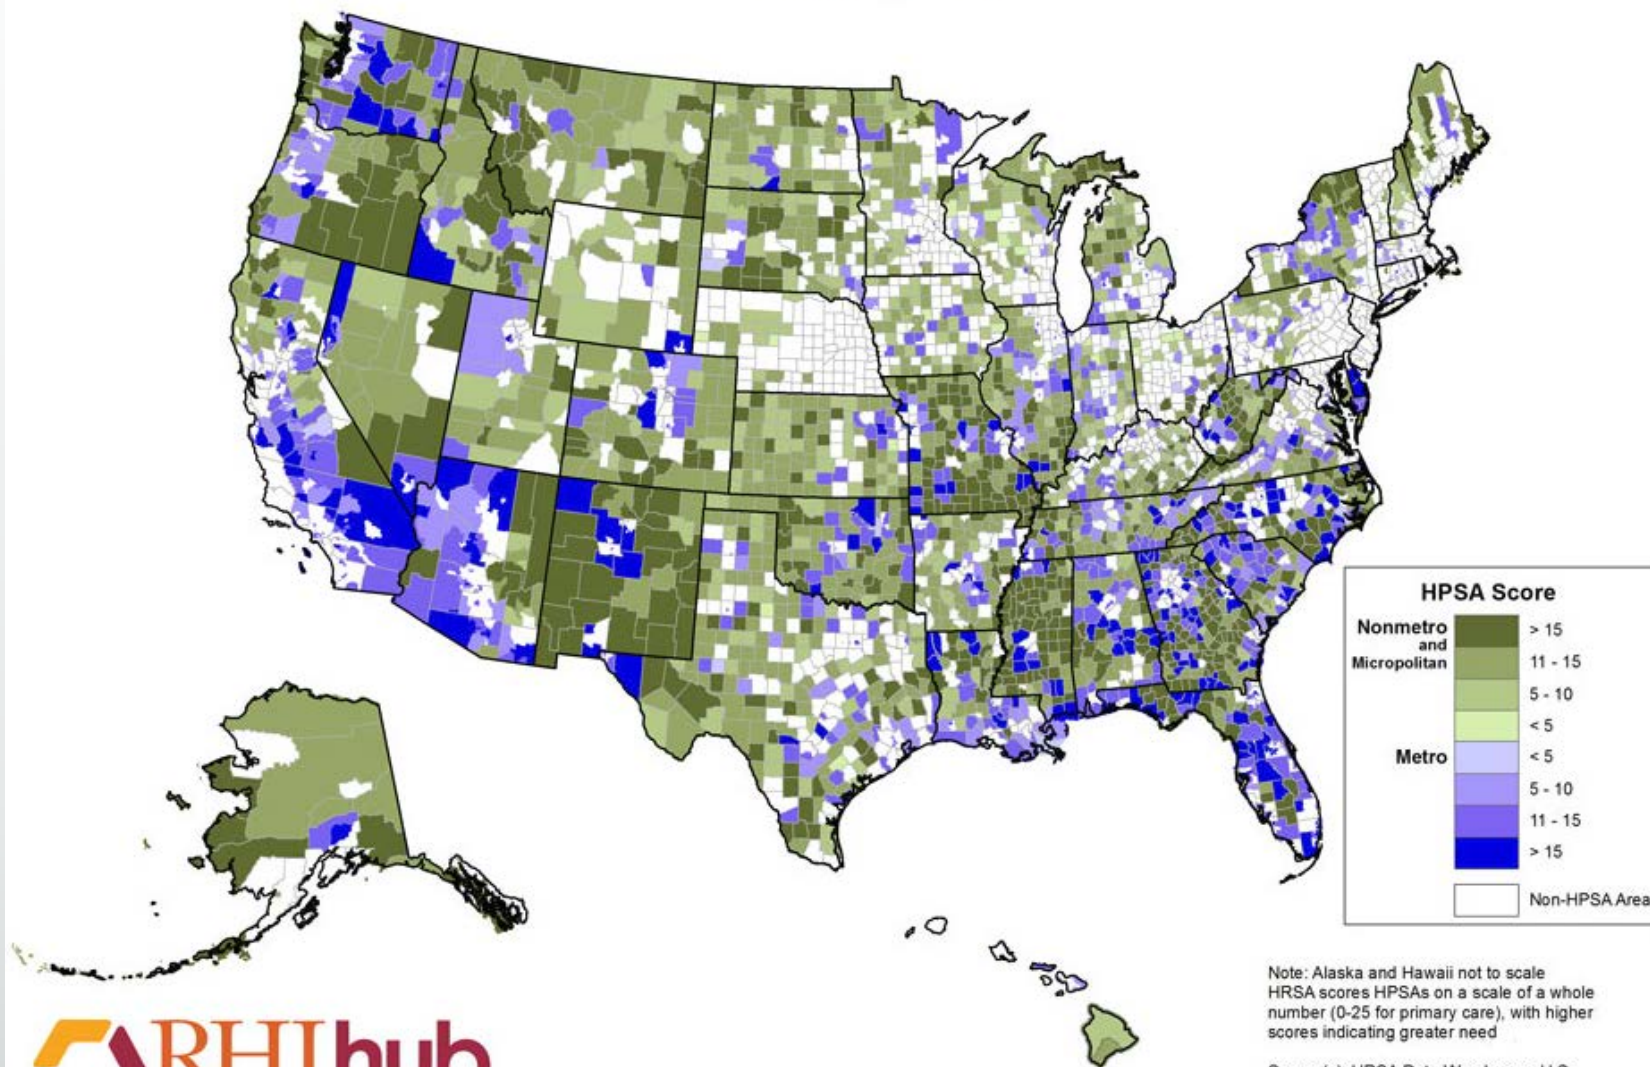 HPSA Score
Nonmetro
and
Micropolitan
> 15
11 - 15
5 - 10
< 5
Metro
< 5
5 - 10
11 - 15
> 15
Non-HPSA Area
Note: Alaska and Hawaii not to scale
HRSA scores HPSAs on a scale of a whole
number (0-25 for primary care), with higher
scores indicating greater need
RHIhub